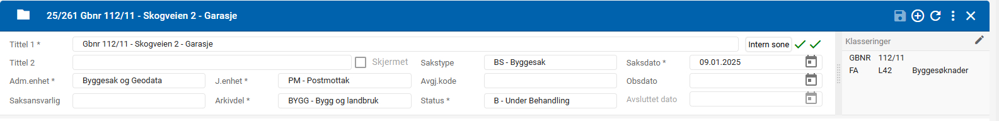 25/261 Gbnr 112/11 - Skogveien 2 - Garasje
Tittel 1 * Gbnr 112/11 - Skogveien 2 - Garasje Intern sone
Tittel 2 Skjermet Sakstype BS - Byggesak Saksdato * 09.01.2025
Adm.enhet * Byggesak og Geodata J.enhet * PM - Postmottak Avgj.kode Obsdato
Saksansvarlig Arkivdel * BYGG - Bygg og landbruk Status * B - Under Behandling Avsluttet dato
Klasseringer
GBNR 112/11
FA L42 Byggesøknader